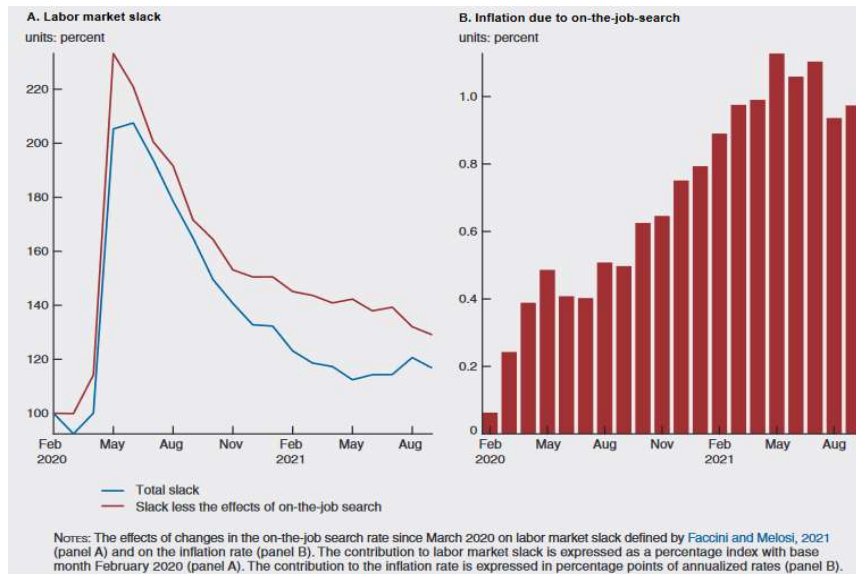 A. Labor market slack
units: percent
220
200
180
160
140
120
100
Feb
2020
May
Aug
Nov
Feb
2021
May
Aug
Total slack
Slack less the effects of on-the-job search
B. Inflation due to on-the-job-search
units: percent
1.0
0.8
0.6
0.4
0.2
0
Feb
2020
May
Aug
Nov
Feb
2021
May
Aug
NOTES: The effects of changes in the on-the-job search rate since March 2020 on labor market slack defined by Faccini and Melosi, 2021
(panel A) and on the inflation rate (panel B). The contribution to labor market slack is expressed as a percentage index with base
month February 2020 (panel A). The contribution to the inflation rate is expressed in percentage points of annualized rates (panel B).